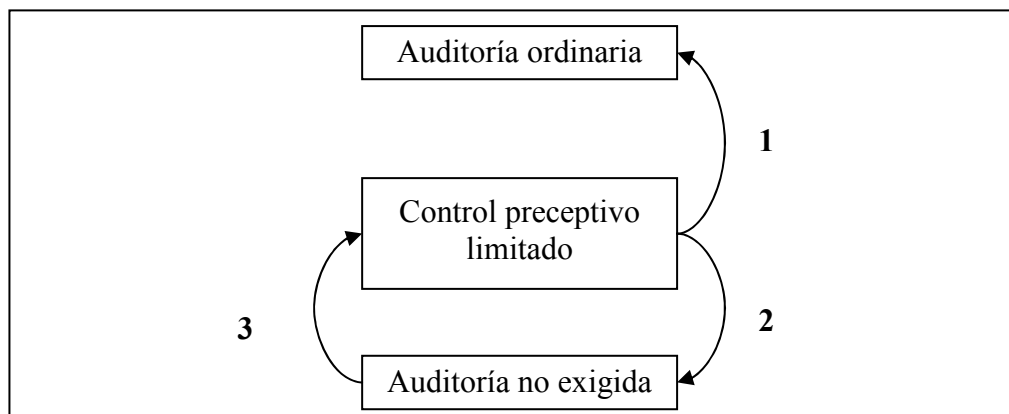 Auditoría ordinaria
1
Control preceptivo
limitado
3
2
Auditoría no exigida